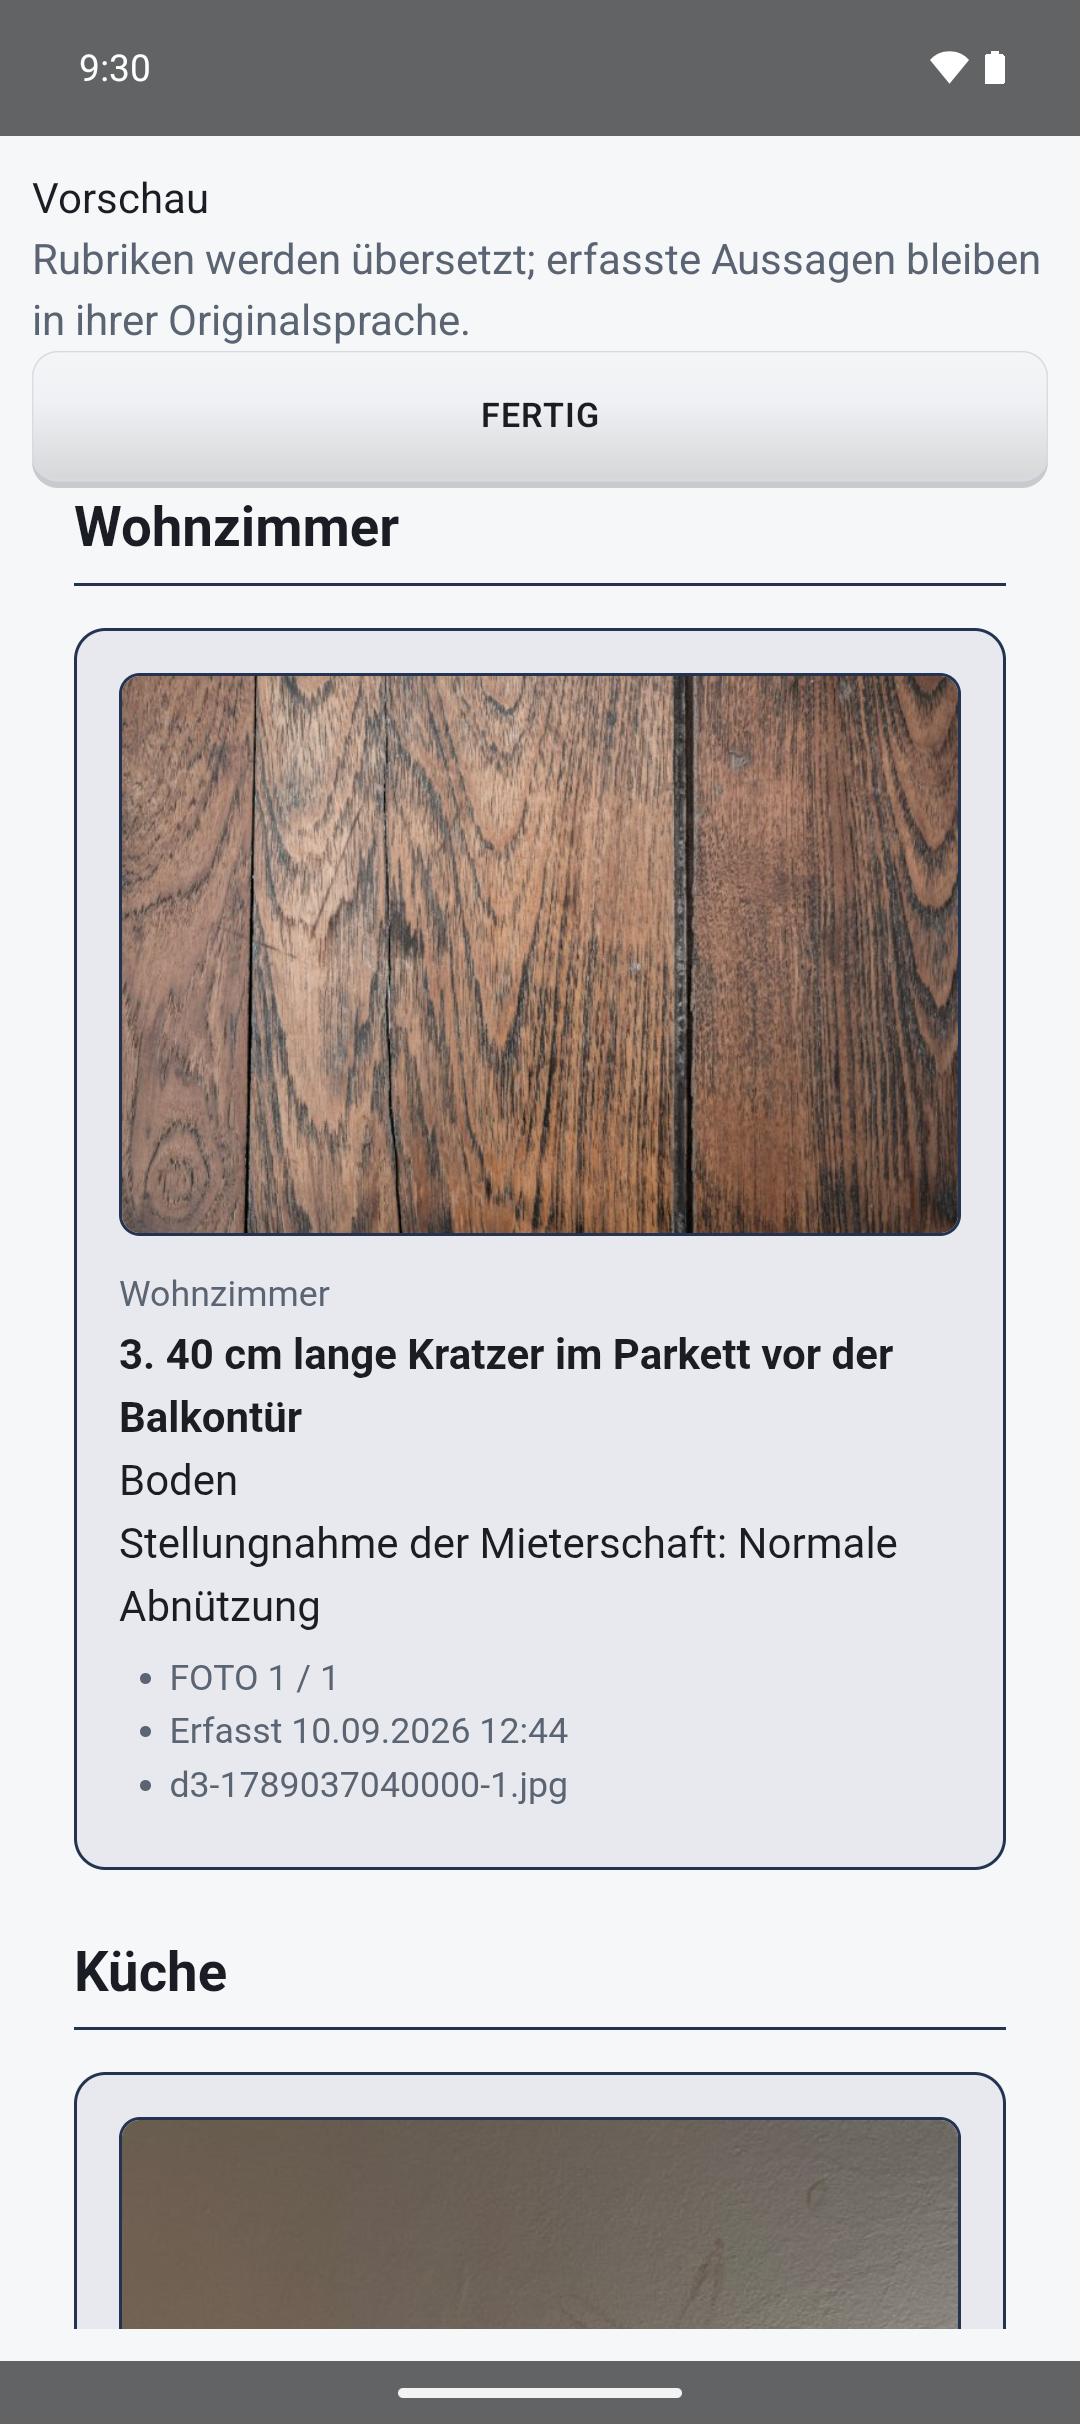 9:30
Vorschau
Rubriken werden übersetzt; erfasste Aussagen bleiben
in ihrer Originalsprache.
FERTIG
Wohnzimmer
Wohnzimmer
3. 40 cm lange Kratzer im Parkett vor der
Balkontür
Boden
Stellungnahme der Mieterschaft: Normale
Abnützung
• FOTO 1 / 1
• Erfasst 10.09.2026 12:44
• d3-1789037040000-1.jpg
Küche